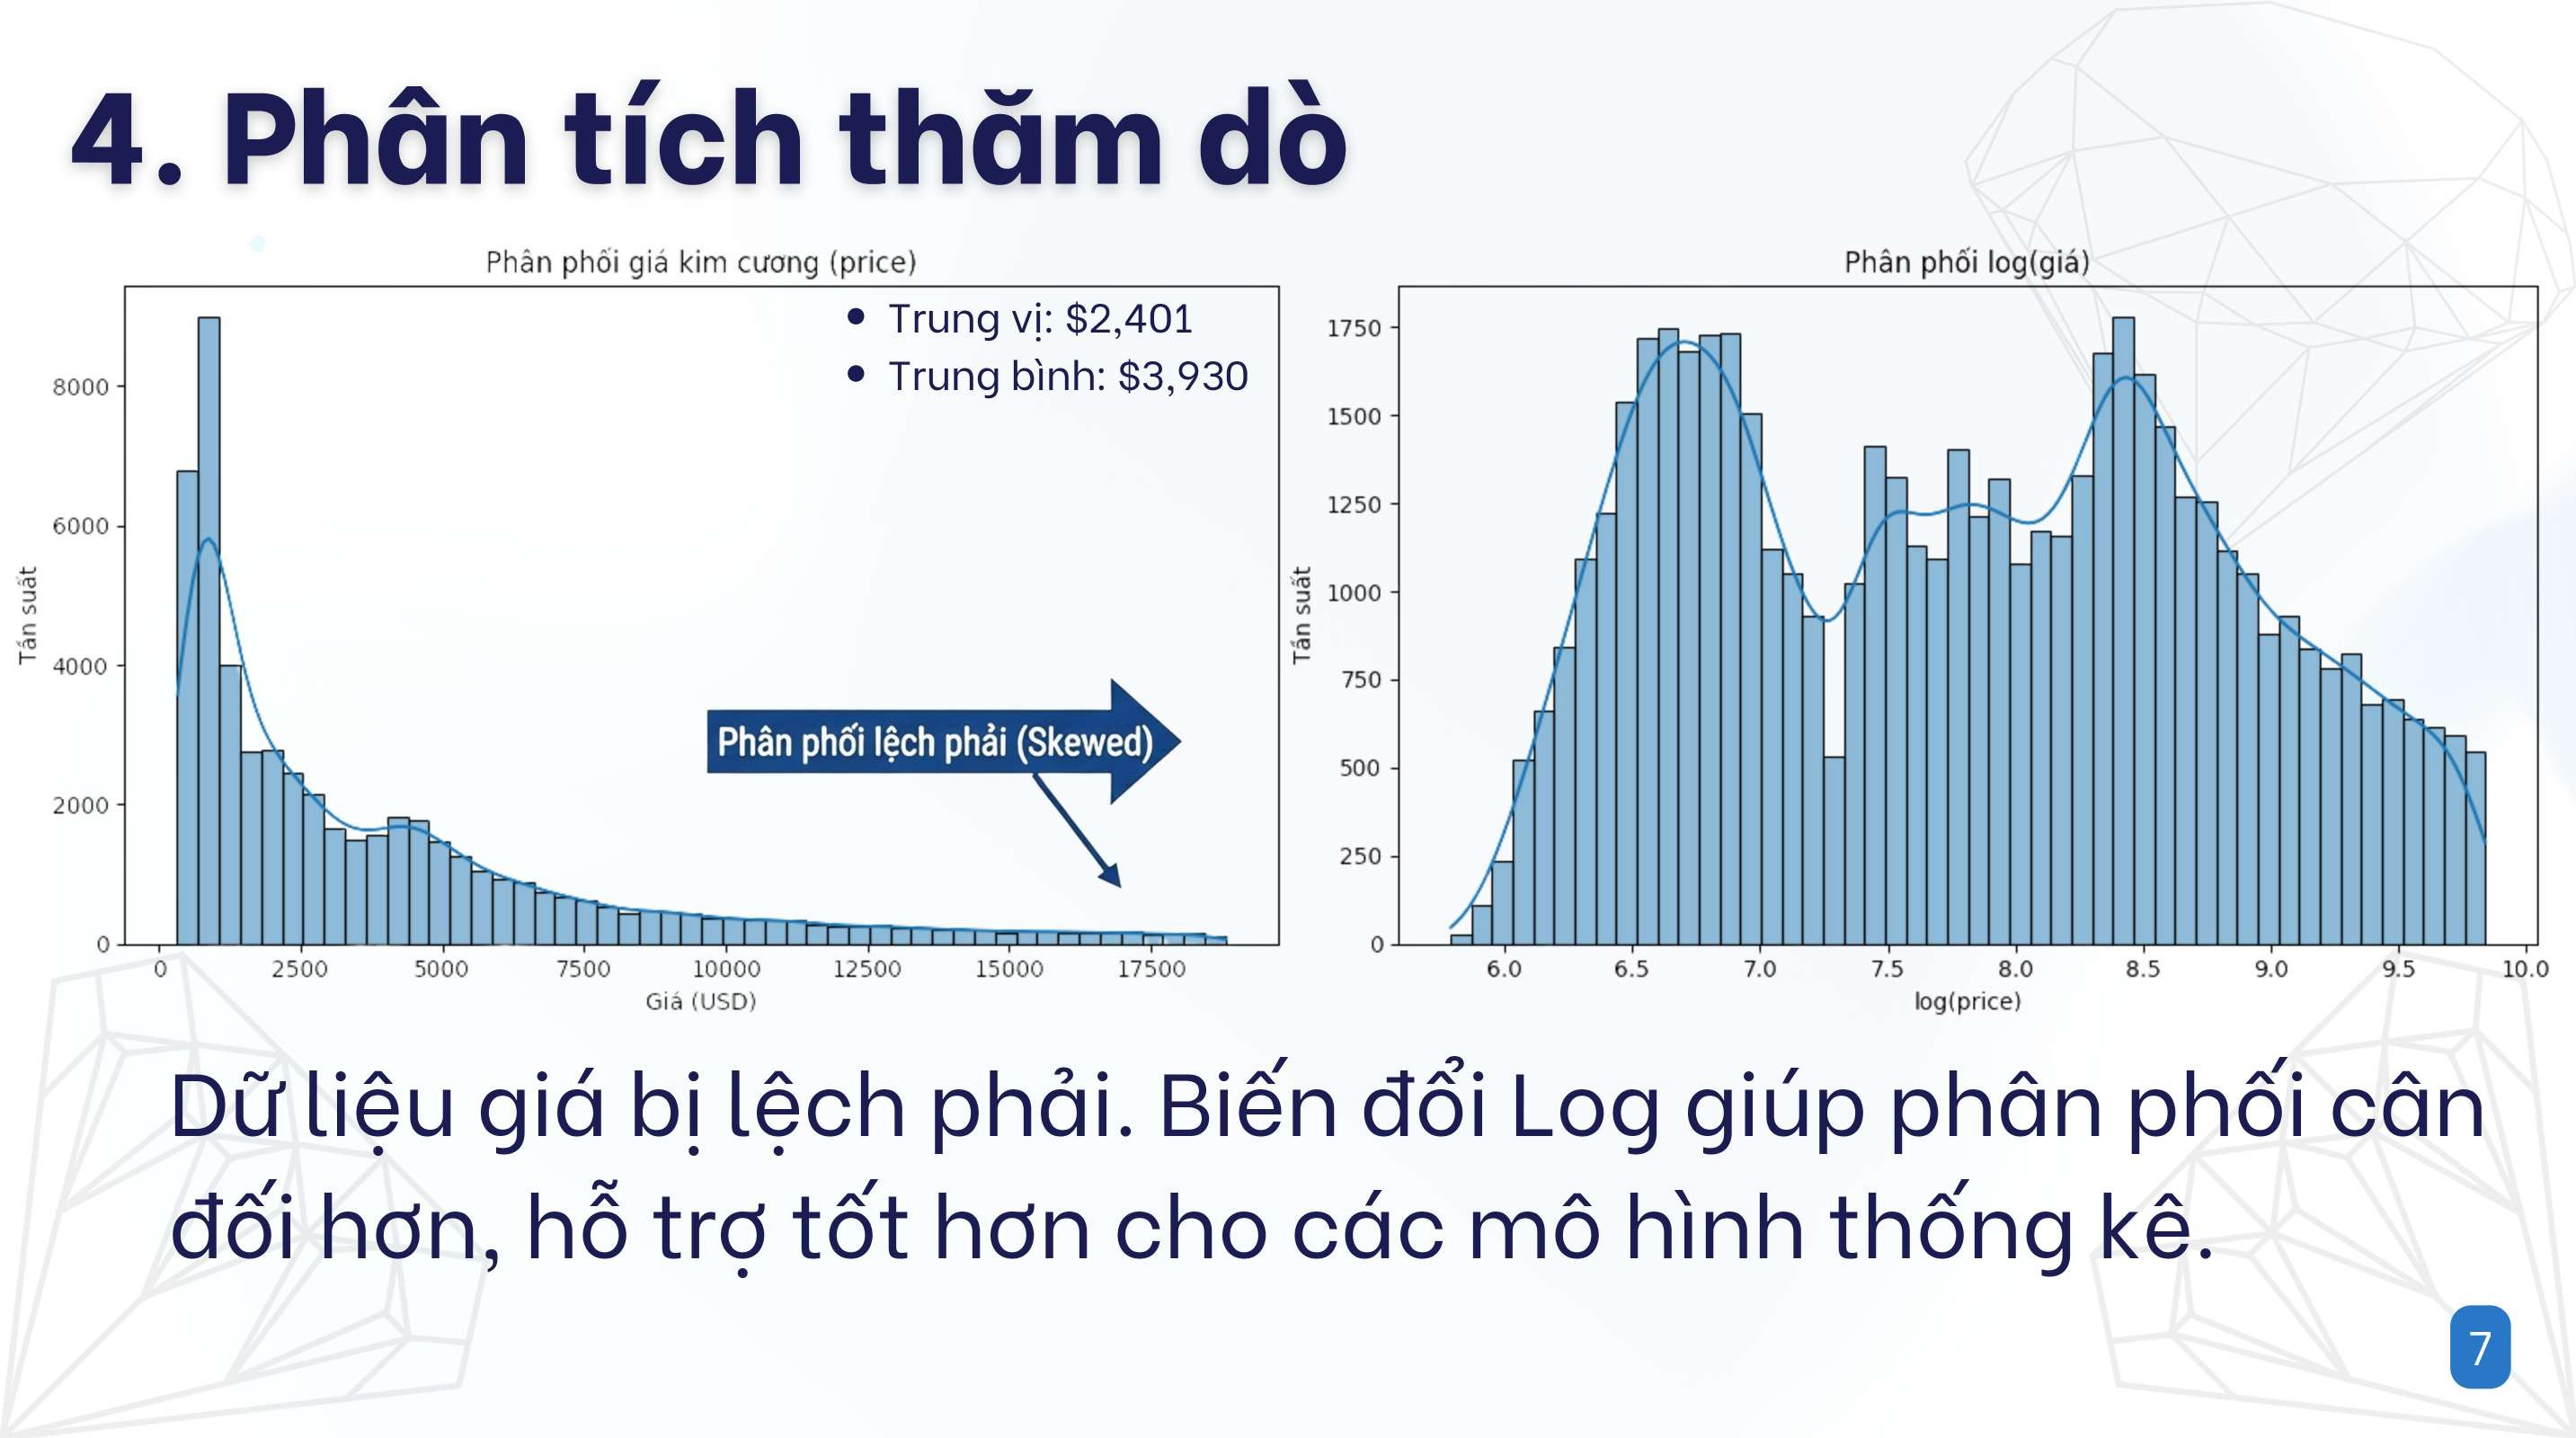 4. Phân tích thăm dò
Phân phối giá kim cương (price)
• Trung vị: $2,401
• Trung bình: $3,930
Phân phối lệch phải (Skewed)
Tần suất
8000
6000
4000
2000
0
0 2500 5000 7500 10000 12500 15000 17500
Giá (USD)
Phân phối log(giá)
Tần suất
1750
1500
1250
1000
750
500
250
0
6.0 6.5 7.0 7.5 8.0 8.5 9.0 9.5 10.0
log(price)
Dữ liệu giá bị lệch phải. Biến đổi Log giúp phân phối cân
đối hơn, hỗ trợ tốt hơn cho các mô hình thống kê.
7